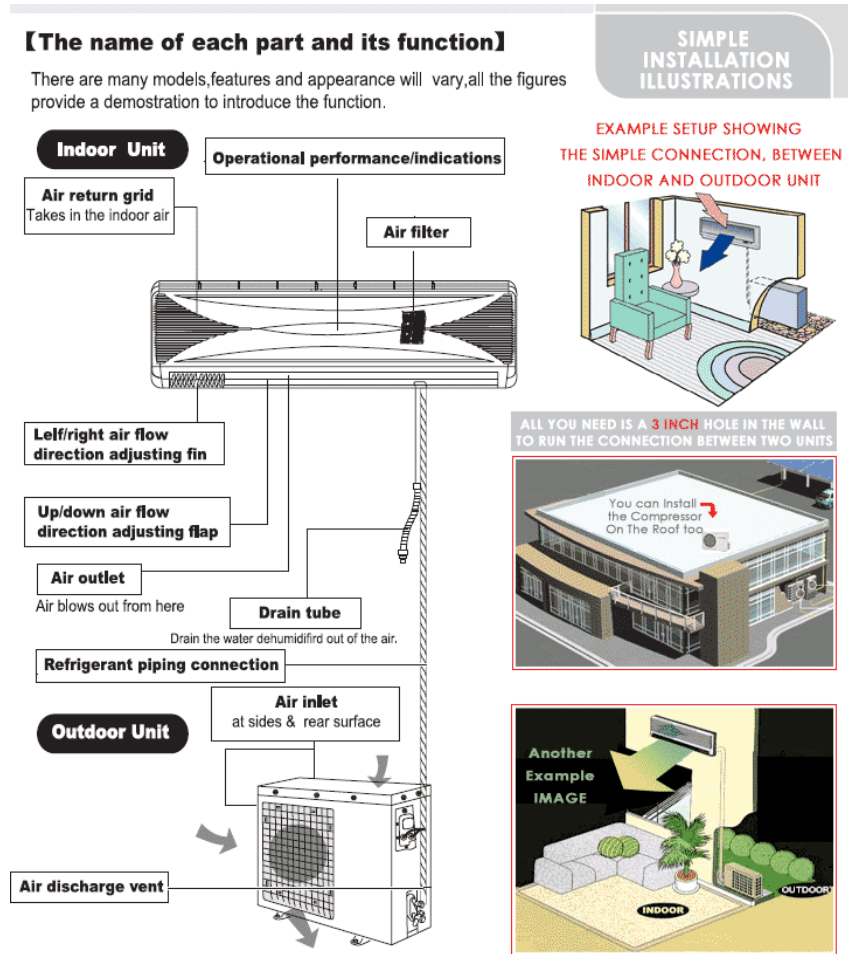 【The name of each part and its function】
There are many models,features and appearance will vary,all the figures
provide a demostration to introduce the function.
Indoor Unit
Operational performance/indications
Air return grid
Takes in the indoor air
Air filter
Lelf/right air flow
direction adjusting fin
Up/down air flow
direction adjusting flap
Air outlet
Air blows out from here
Drain tube
Drain the water dehumidifird out of the air.
Refrigerant piping connection
Outdoor Unit
Air inlet
at sides & rear surface
Air discharge vent
SIMPLE
INSTALLATION
ILLUSTRATIONS
EXAMPLE SETUP SHOWING
THE SIMPLE CONNECTION, BETWEEN
INDOOR AND OUTDOOR UNIT
ALL YOU NEED IS A 3 INCH HOLE IN THE WALL
TO RUN THE CONNECTION BETWEEN TWO UNITS
You can Install
the Compressor
On The Roof too
Another
Example
IMAGE
INDOOR
OUTDOOR